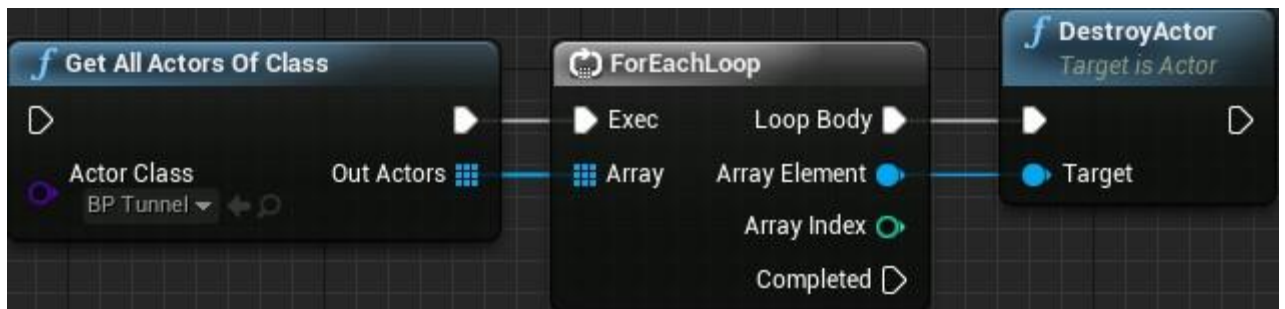 f Get All Actors Of Class
Actor Class
BP Tunnel
Out Actors
ForEachLoop
Exec
Loop Body
Array
Array Element
Array Index
Completed
f DestroyActor
Target is Actor
Target